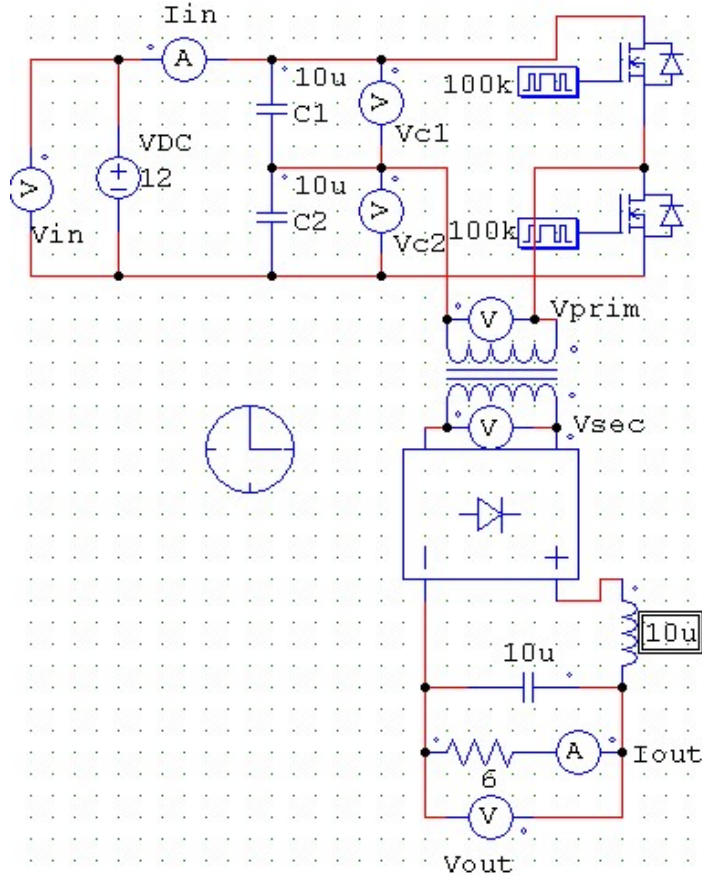 Iin
A
10u
C1
V
Vc1
100k
VDC
12
V
Vin
10u
C2
V
Vc2
100k
V
Vprim
V
Vsec
10u
10u
6
A
Iout
V
Vout